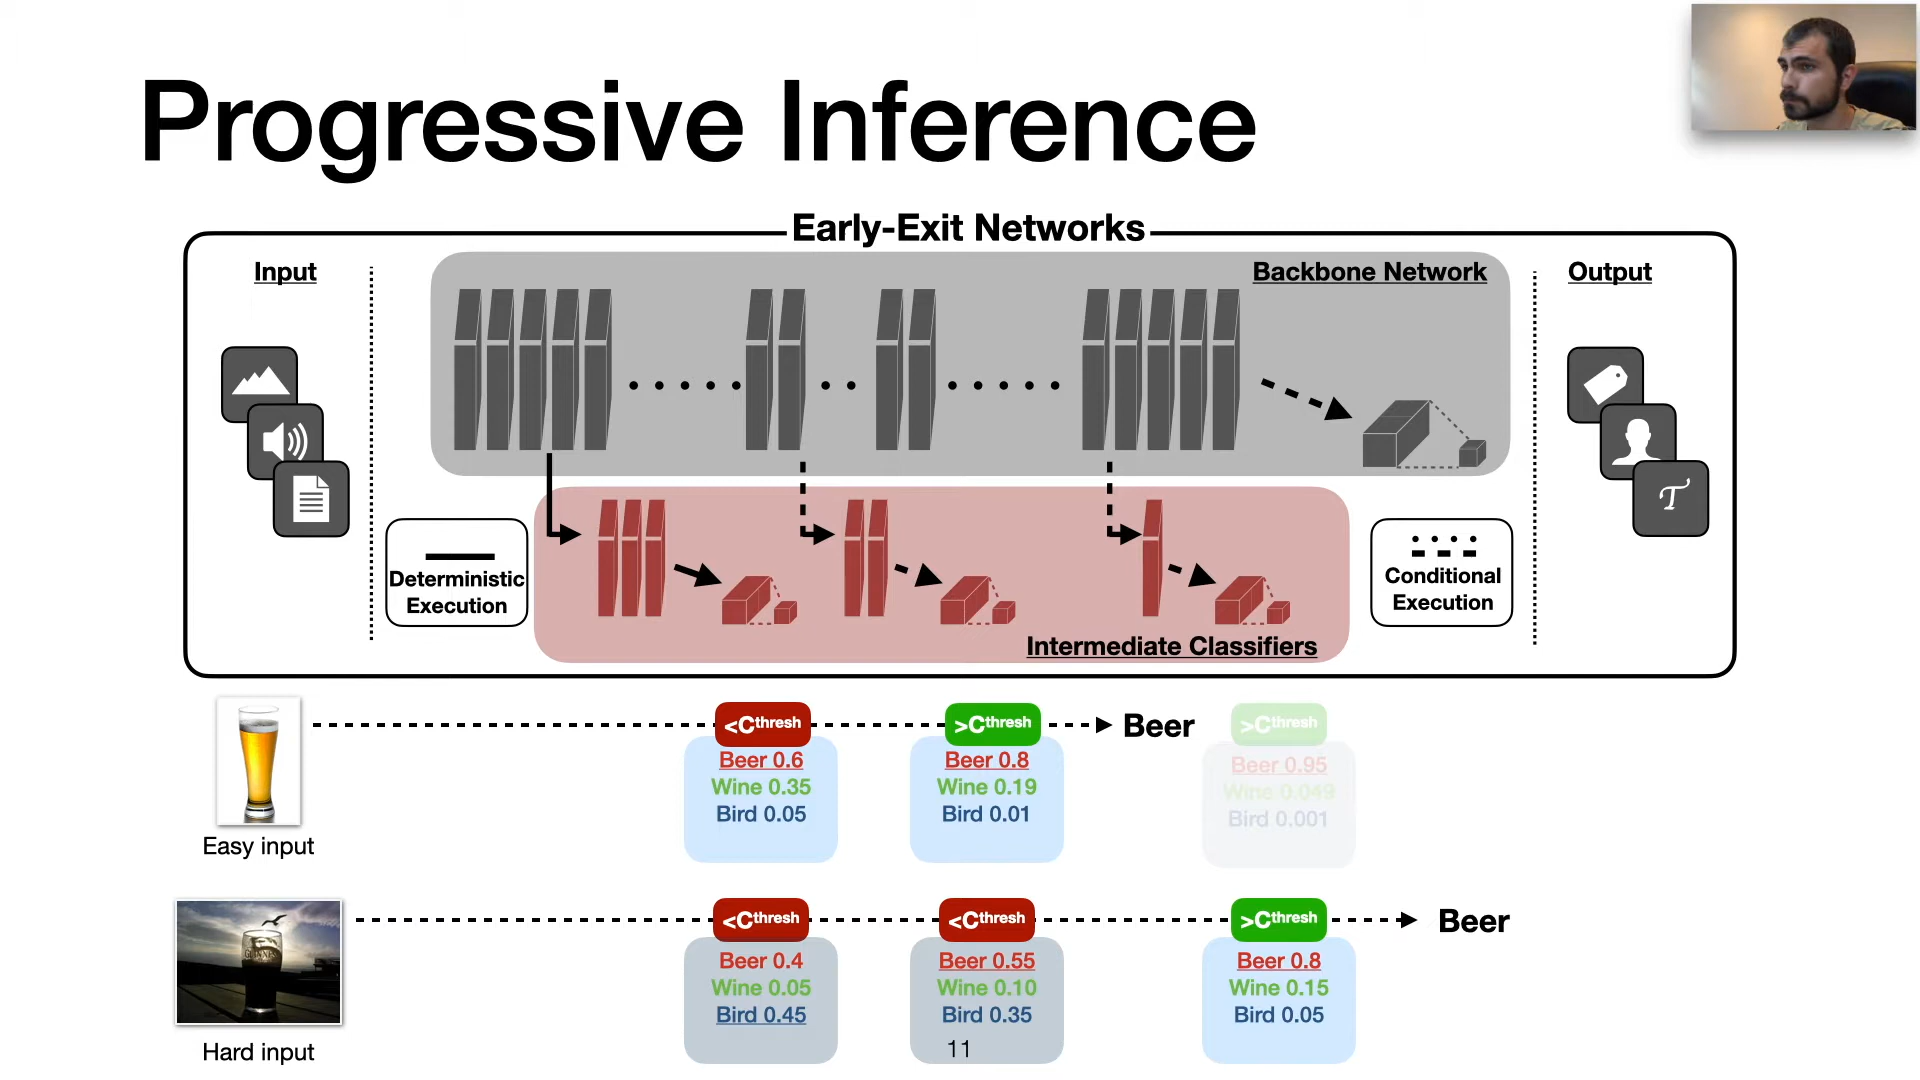 Progressive Inference
Early-Exit Networks
Input
Backbone Network
Output
Deterministic
Execution
Conditional
Execution
Intermediate Classifiers
T
<Cthresh
>Cthresh
Beer
>Cthresh
Beer 0.6
Wine 0.35
Bird 0.05
Beer 0.8
Wine 0.19
Bird 0.01
Beer 0.95
Wine 0.049
Bird 0.001
Easy input
<Cthresh
<Cthresh
>Cthresh
Beer
Beer 0.4
Wine 0.05
Bird 0.45
Beer 0.55
Wine 0.10
Bird 0.35
Beer 0.8
Wine 0.15
Bird 0.05
Hard input
11